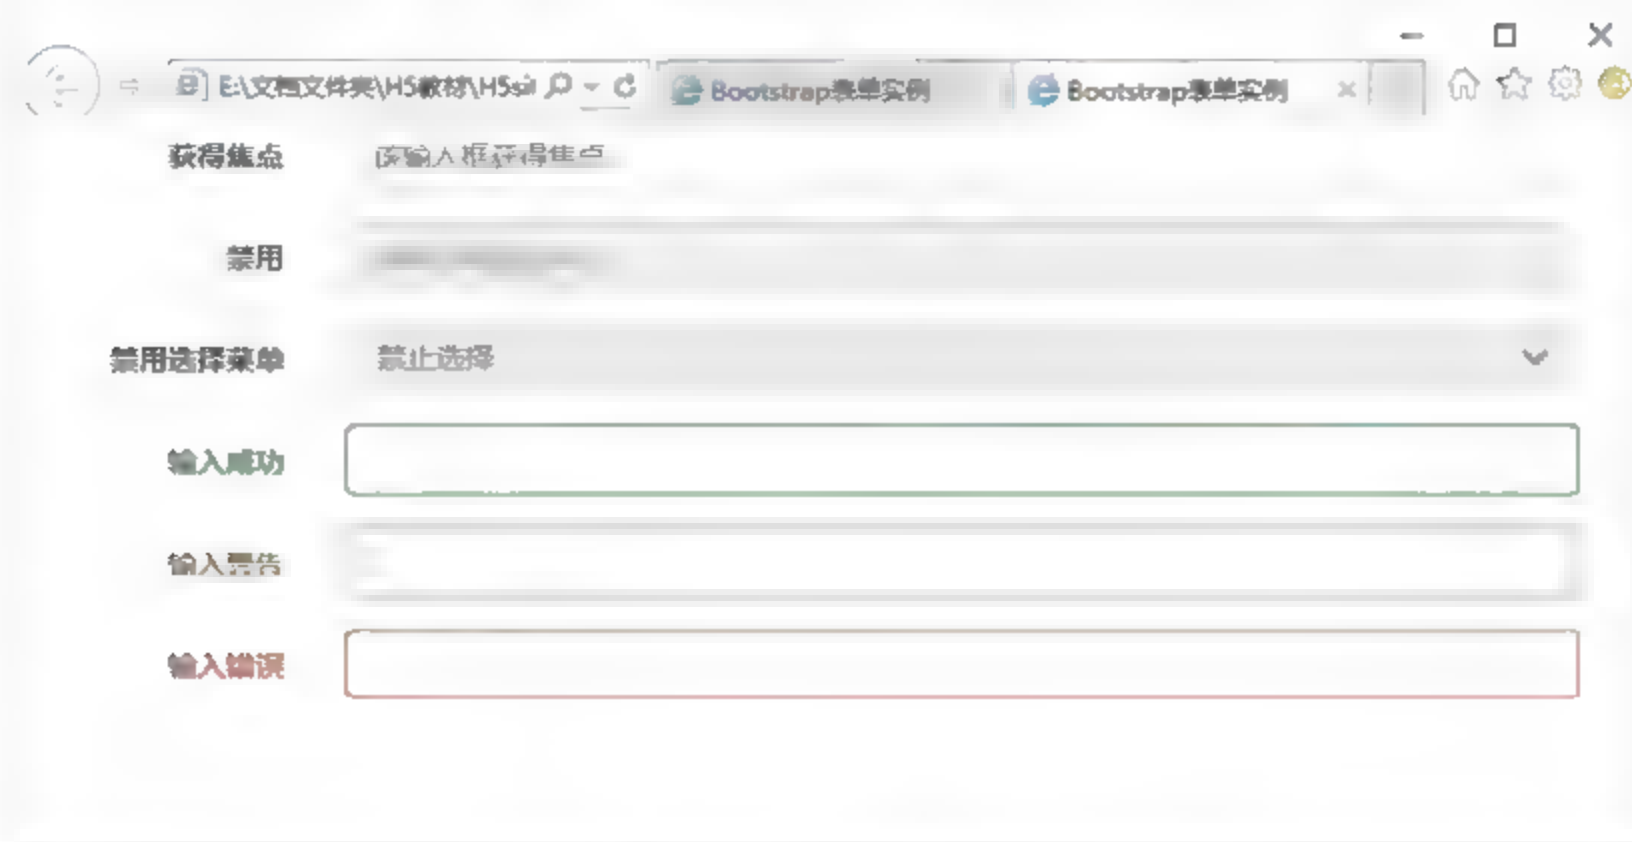 E:\文档文件夹\H5教材\H5sil Bootstrap表单实例 Bootstrap表单实例
获得焦点 该输入框获得焦点
禁用
禁用选择菜单 禁止选择
输入成功
输入警告
输入错误